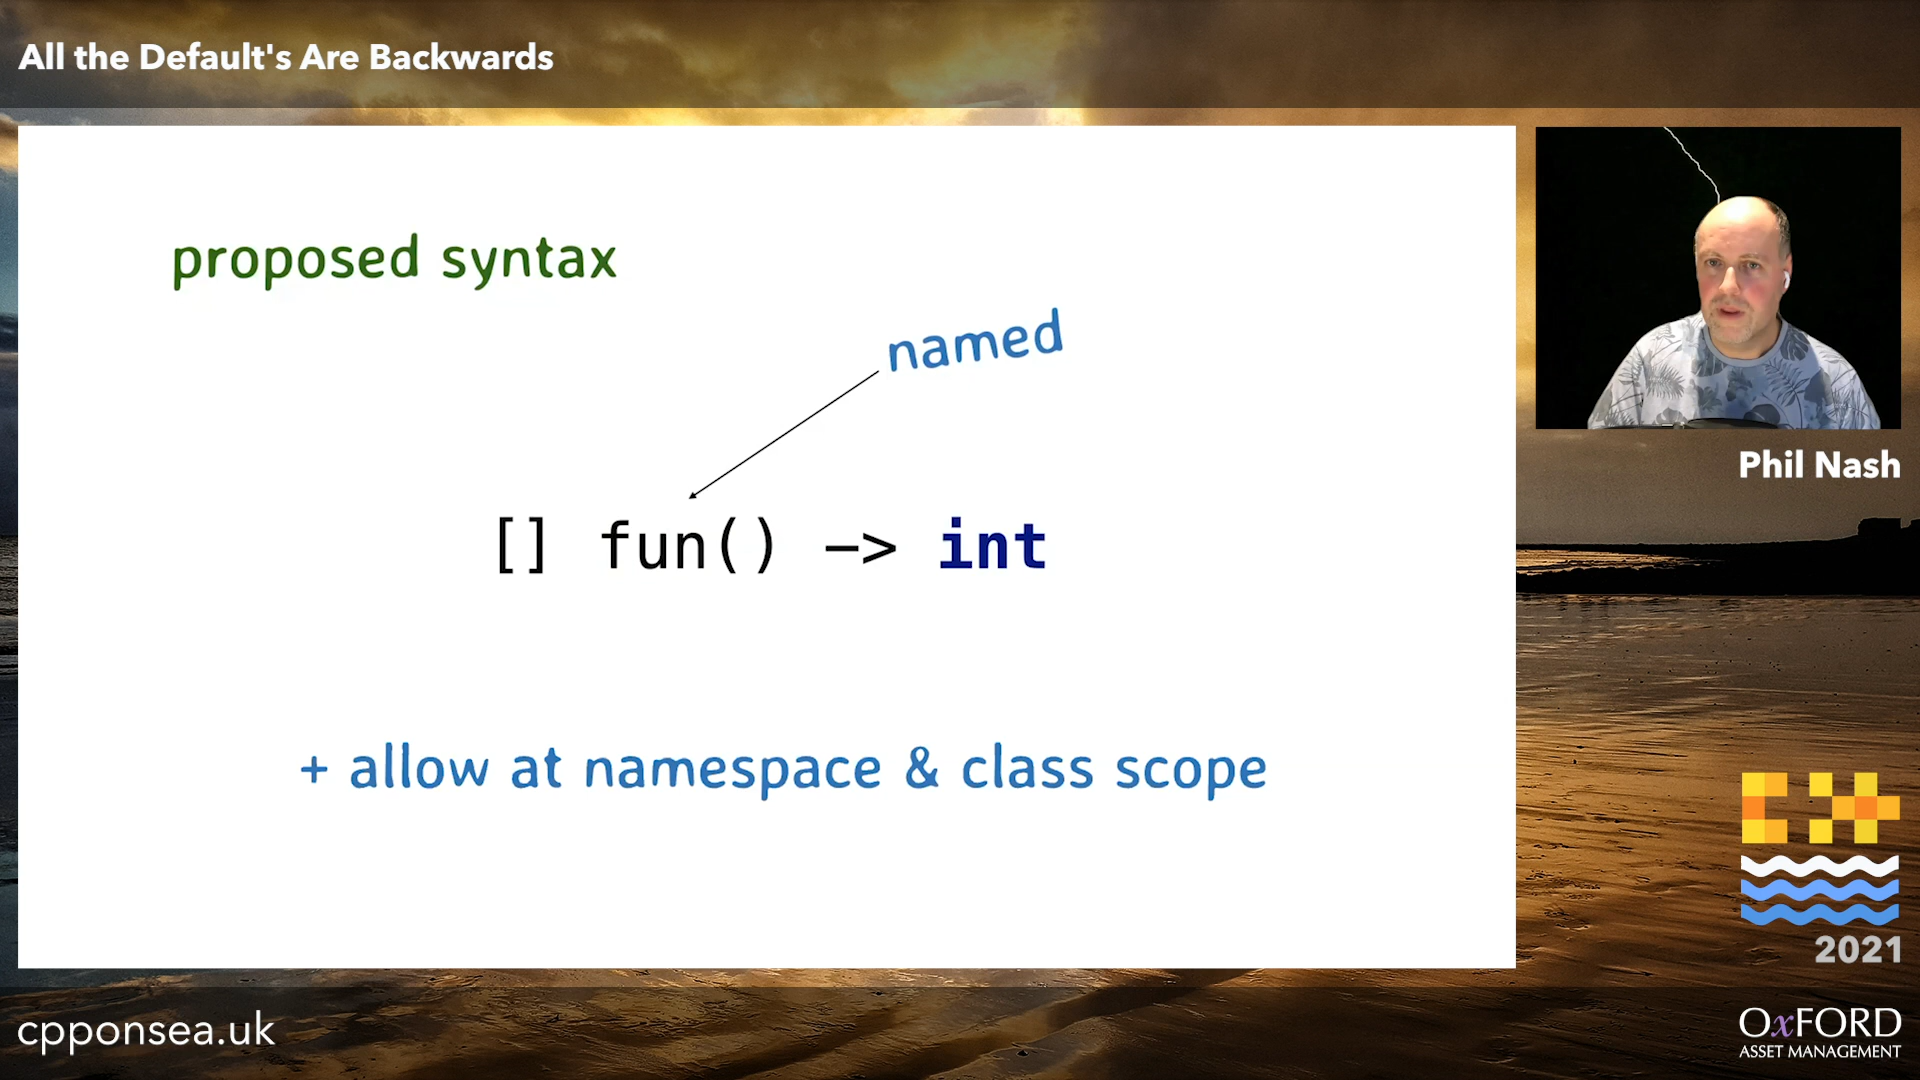 All the Default's Are Backwards
proposed syntax
named
[] fun() -> int
+ allow at namespace & class scope
Phil Nash
2021
cpponsea.uk
OxFORD
ASSET MANAGEMENT